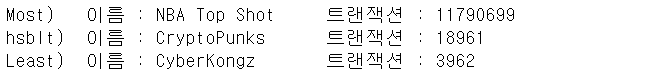 Most) 이름 : NBA Top Shot 트랜잭션 : 11790699
hsblt) 이름 : CryptoPunks 트랜잭션 : 18961
Least) 이름 : CyberKongz 트랜잭션 : 3962